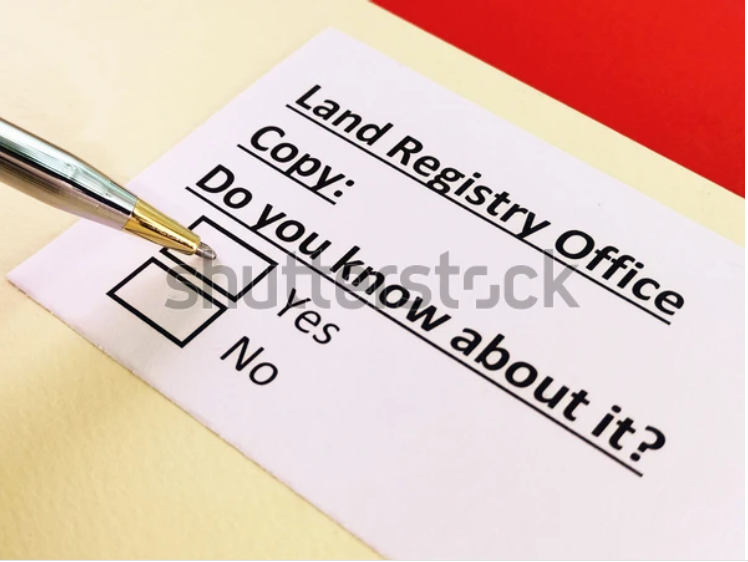 Land Registry Office
Copy:
Do you know about it?
Yes
No
shutterstock